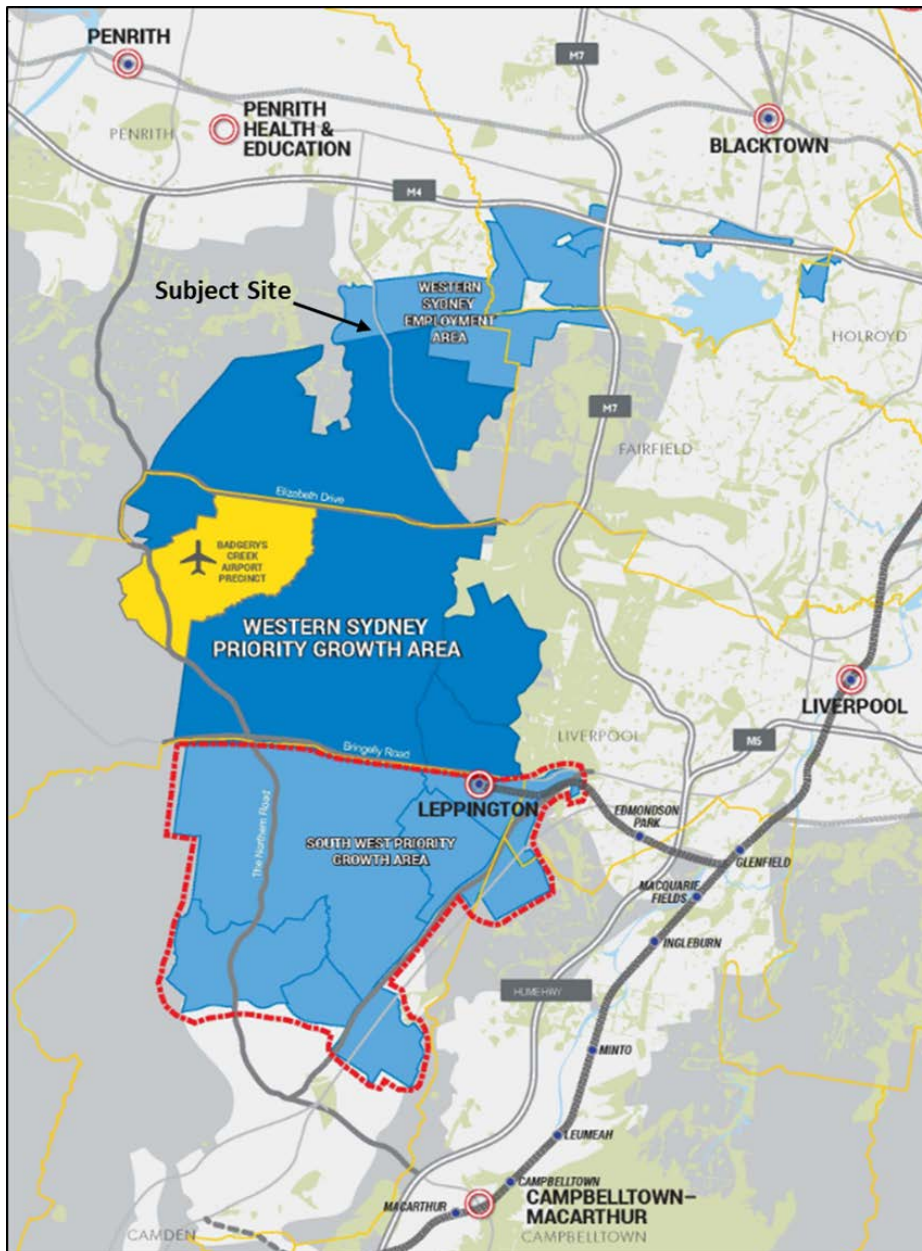 PENRITH
M7
PENRITH
HEALTH &
EDUCATION
PENRITH
BLACKTOWN
M4
Subject Site
WESTERN
SYDNEY
EMPLOYMENT
AREA
HOLROYD
M7
FAIRFIELD
Elizabeth Drive
BADGERYS
CREEK
AIRPORT
PRECINCT
WESTERN SYDNEY
PRIORITY GROWTH AREA
LIVERPOOL
LIVERPOOL
M5
Bringelly Road
LEPPINGTON
EDMONDSON
PARK
The Northern Road
SOUTH WEST PRIORITY
GROWTH AREA
GLENFIELD
MACQUARIE
FIELDS
INGLEBURN
HUME HWY
MINTO
LEUMEAH
CAMPBELLTOWN
MACARTHUR
CAMPBELLTOWN–
MACARTHUR
CAMDEN
CAMPBELLTOWN